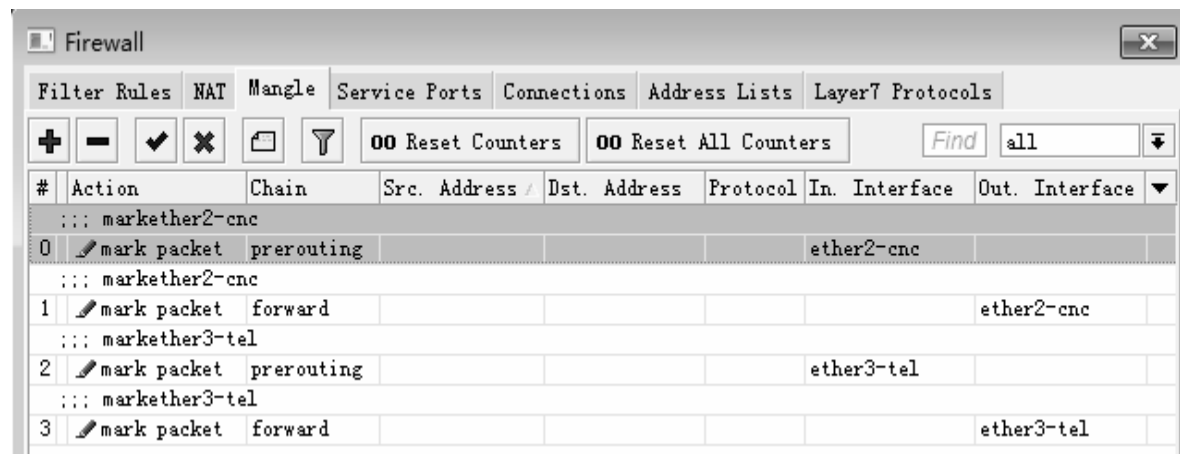 Firewall
Filter Rules NAT Mangle Service Ports Connections Address Lists Layer7 Protocols
00 Reset Counters 00 Reset All Counters Find all
# Action Chain Src. Address Dst. Address Protocol In. Interface Out. Interface
;;; markether2-cnc
0 mark packet prerouting ether2-cnc
;;; markether2-cnc
1 mark packet forward ether2-cnc
;;; markether3-tel
2 mark packet prerouting ether3-tel
;;; markether3-tel
3 mark packet forward ether3-tel